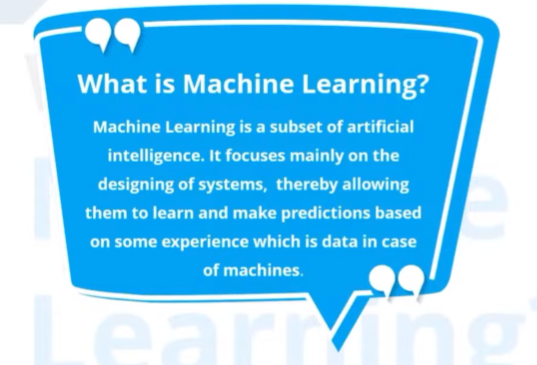 What is Machine Learning?
Machine Learning is a subset of artificial
intelligence. It focuses mainly on the
designing of systems, thereby allowing
them to learn and make predictions based
on some experience which is data in case
of machines.
Learning?